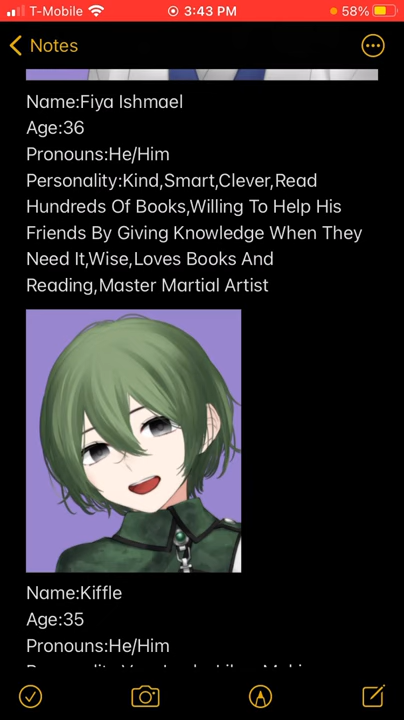 T-Mobile 3:43 PM 58%
Notes
Name:Fiya Ishmael
Age:36
Pronouns:He/Him
Personality:Kind,Smart,Clever,Read
Hundreds Of Books,Willing To Help His
Friends By Giving Knowledge When They
Need It,Wise,Loves Books And
Reading,Master Martial Artist
Name:Kiffle
Age:35
Pronouns:He/Him